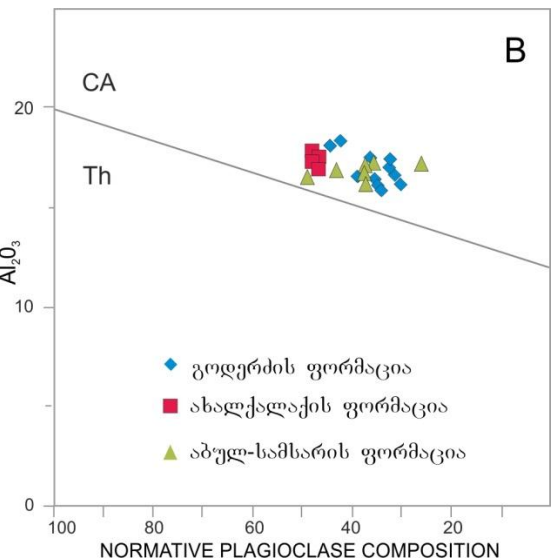 B
CA
20
Th
Al₂O₃
10
გოდერძის ფორმაცია
ახალქალაქის ფორმაცია
აბულ-სამსარის ფორმაცია
0
100 80 60 40 20
NORMATIVE PLAGIOCLASE COMPOSITION